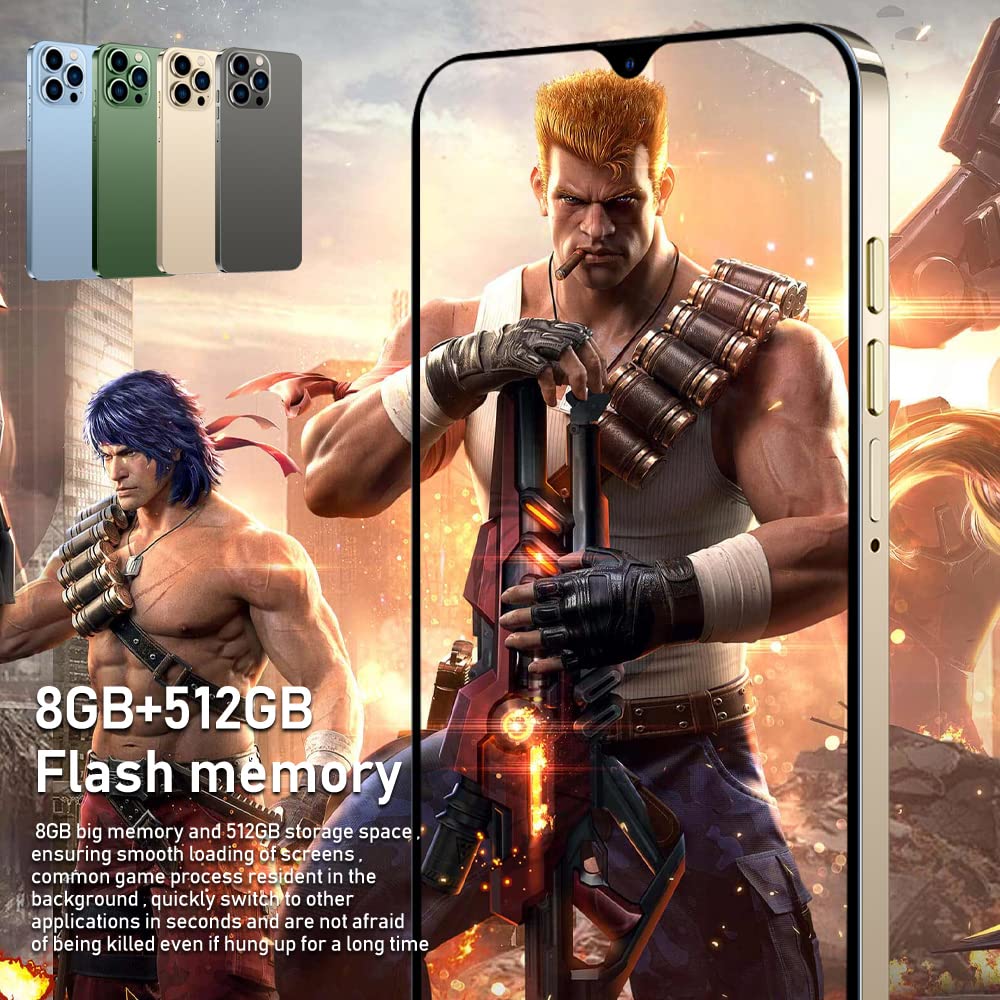 8GB+512GB
Flash memory
8GB big memory and 512GB storage space ,
ensuring smooth loading of screens ,
common game process resident in the
background , quickly switch to other
applications in seconds and are not afraid
of being killed even if hung up for a long time